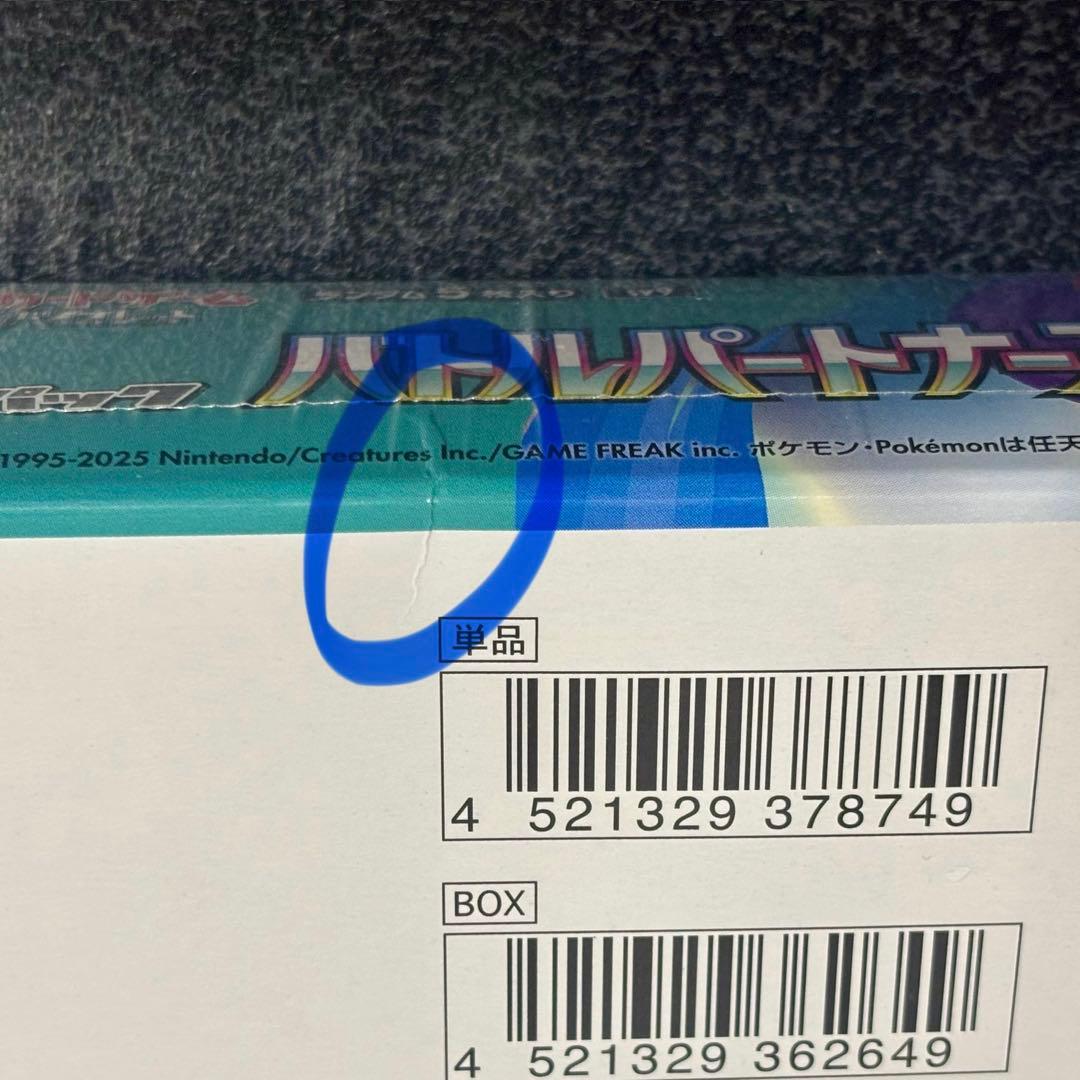 バトルパートナーズ
1995-2025 Nintendo/Creatures Inc./GAME FREAK inc. ポケモン・Pokémonは任天
単品
4 521329 378749
BOX
4 521329 362649